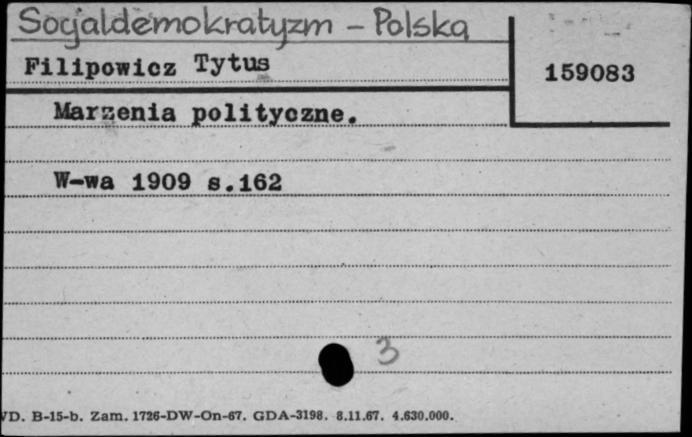 Socjaldemokratyzm - Polska
Filipowicz Tytus
159083
Marzenia polityczne.
W-wa 1909 s.162
3
VD. B-15-b. Zam. 1726-DW-On-67. GDA-3198. 8.11.67. 4.630.000.